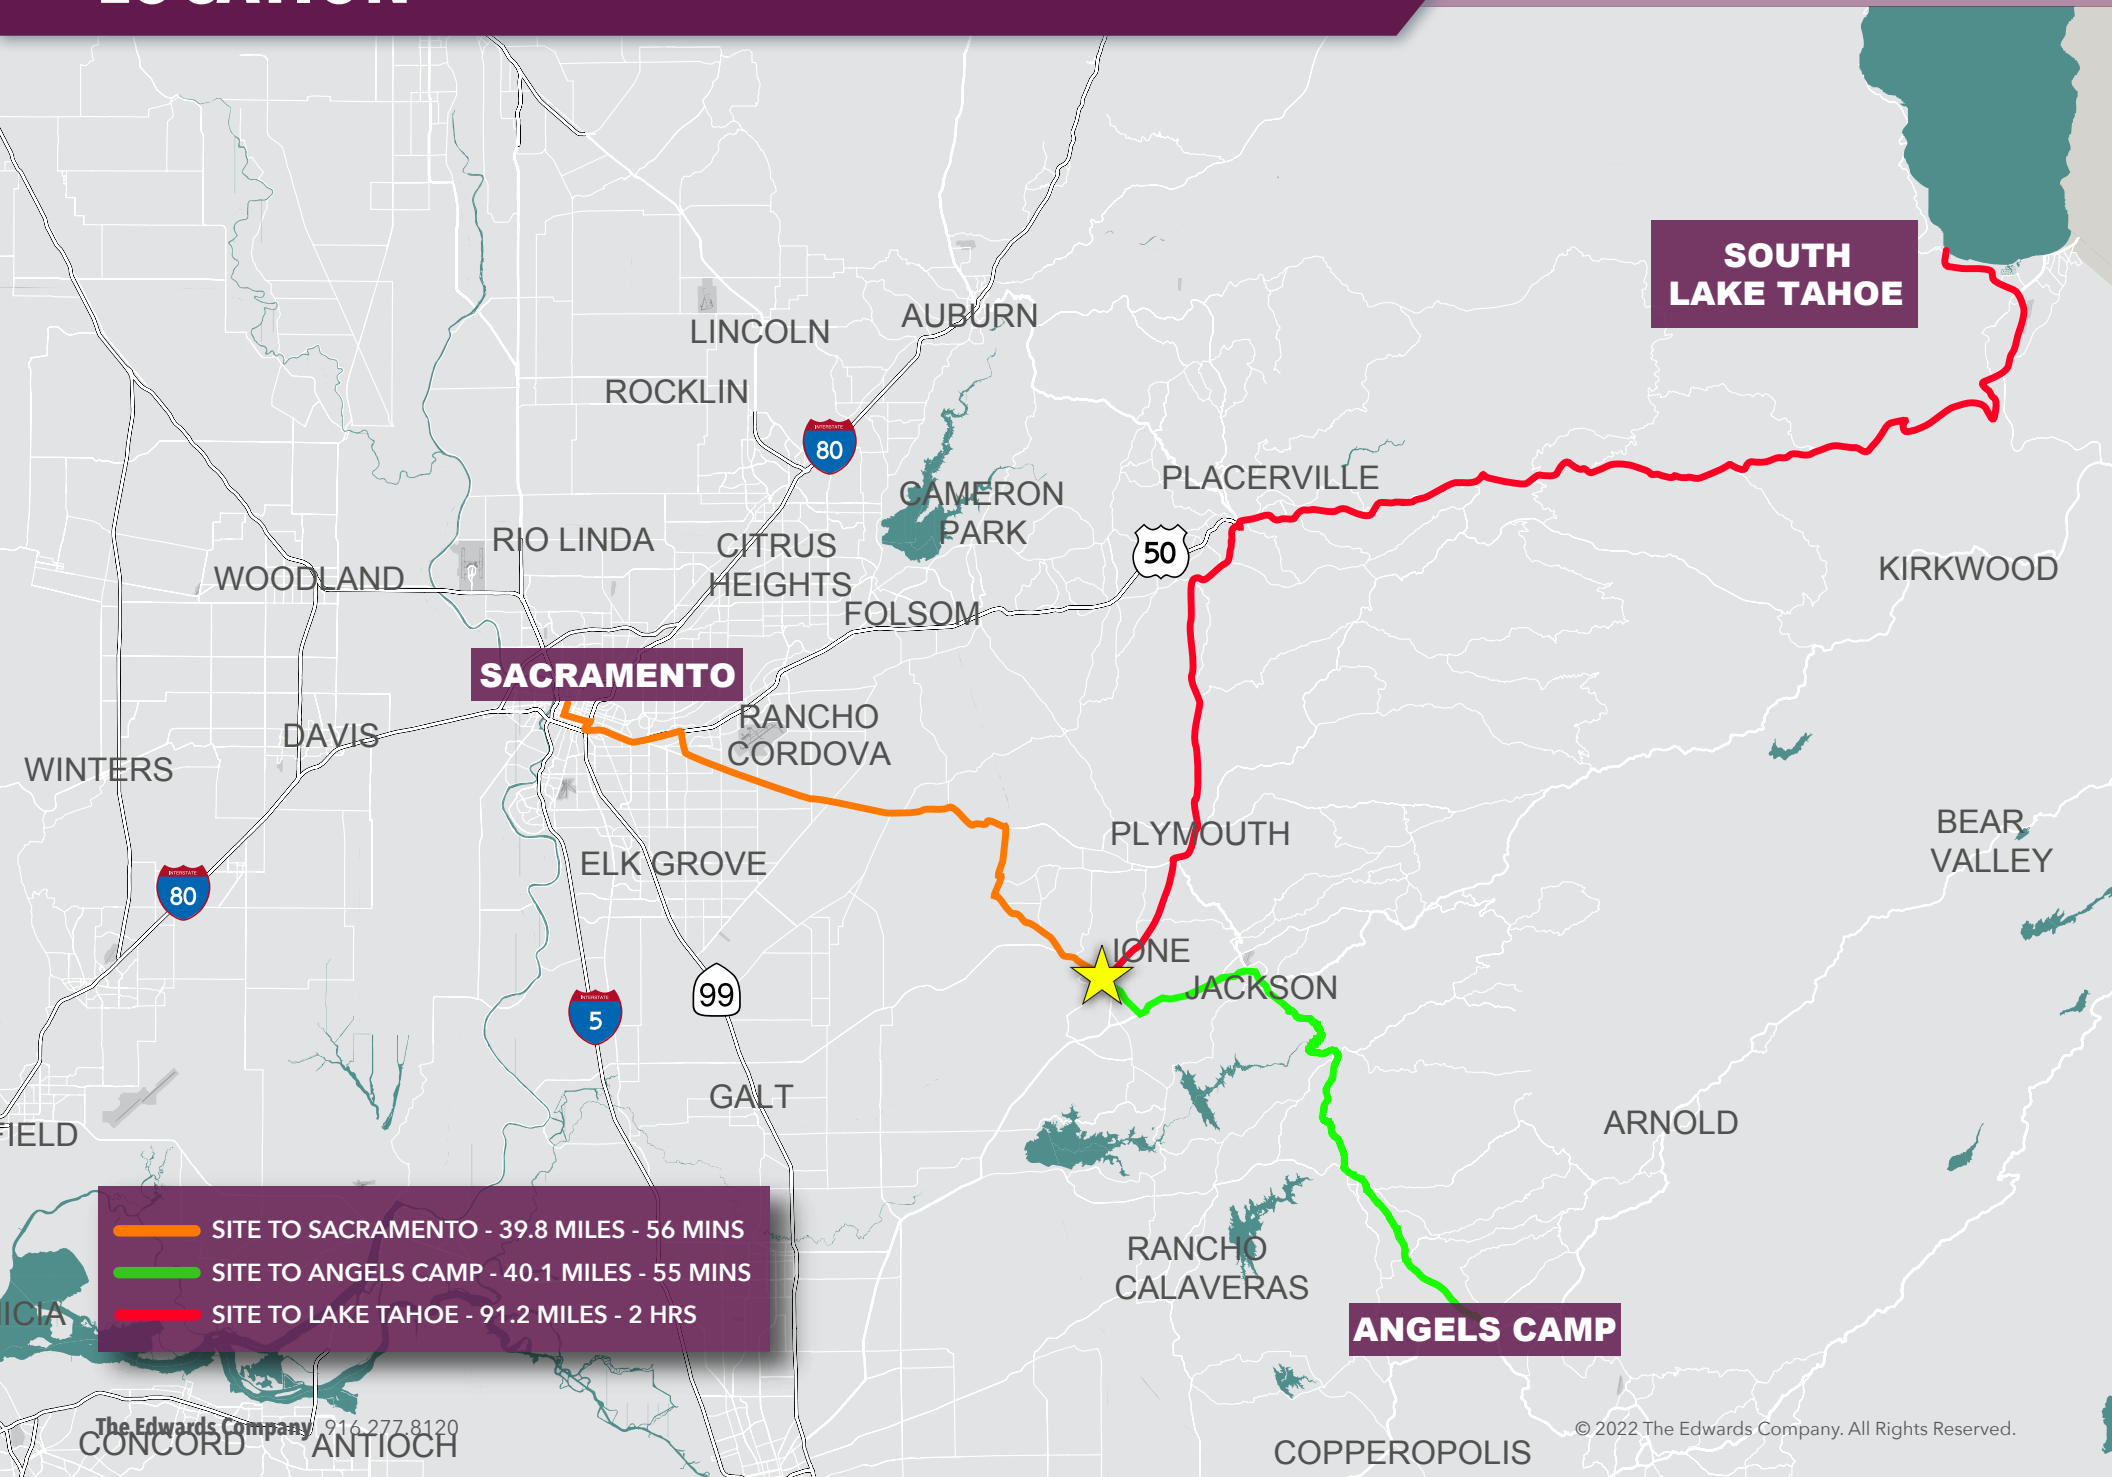 LOCATION
AUBURN
LINCOLN
ROCKLIN
SOUTH
LAKE TAHOE
INTERSTATE
80
PLACERVILLE
CAMERON
PARK
RIO LINDA
CITRUS
HEIGHTS
50
WOODLAND
FOLSOM
KIRKWOOD
SACRAMENTO
DAVIS
RANCHO
CORDOVA
WINTERS
PLYMOUTH
BEAR
VALLEY
ELK GROVE
INTERSTATE
80
IONE
JACKSON
99
INTERSTATE
5
GALT
ARNOLD
FIELD
SITE TO SACRAMENTO - 39.8 MILES - 56 MINS
SITE TO ANGELS CAMP - 40.1 MILES - 55 MINS
SITE TO LAKE TAHOE - 91.2 MILES - 2 HRS
RANCHO
CALAVERAS
ICIA
ANGELS CAMP
The Edwards Company 916.277.8120
© 2022 The Edwards Company. All Rights Reserved.
CONCORD
ANTIOCH
COPPEROPOLIS